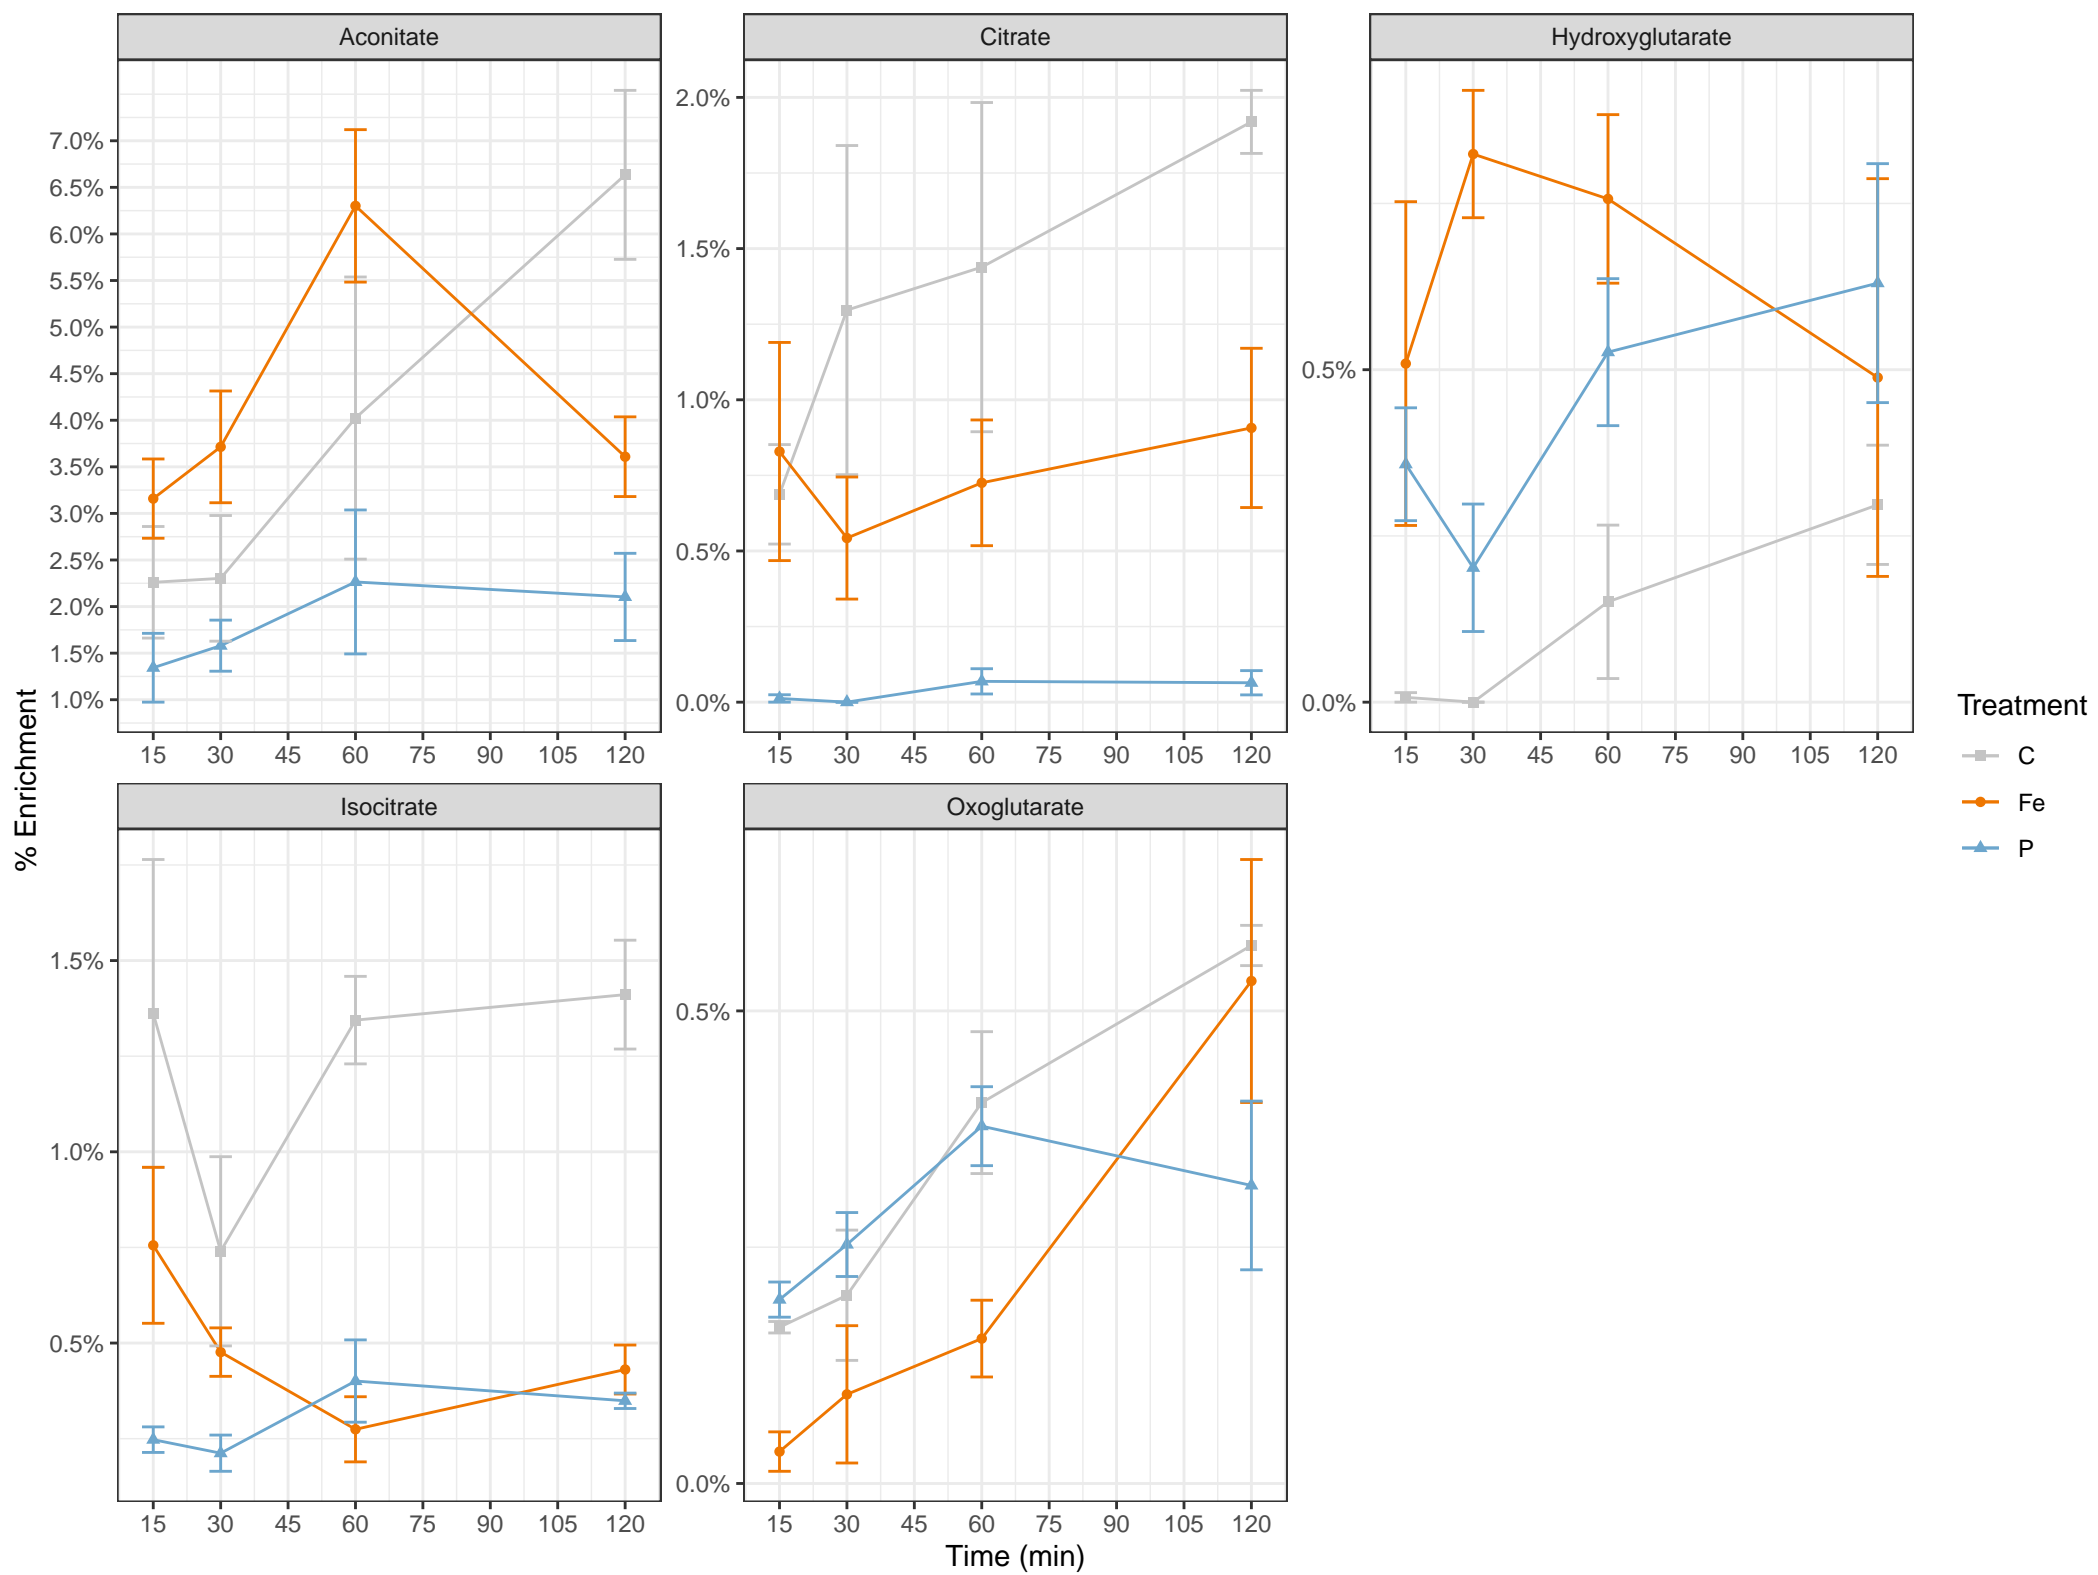 Aconitate
Citrate
Hydroxyglutarate
7.0%
6.5%
6.0%
5.5%
5.0%
4.5%
4.0%
3.5%
3.0%
2.5%
2.0%
1.5%
1.0%
2.0%
1.5%
1.0%
0.5%
0.0%
0.5%
0.0%
15 30 45 60 75 90 105 120
15 30 45 60 75 90 105 120
15 30 45 60 75 90 105 120
% Enrichment
Isocitrate
Oxoglutarate
1.5%
1.0%
0.5%
0.5%
0.0%
15 30 45 60 75 90 105 120
15 30 45 60 75 90 105 120
Time (min)
Treatment
C
Fe
P